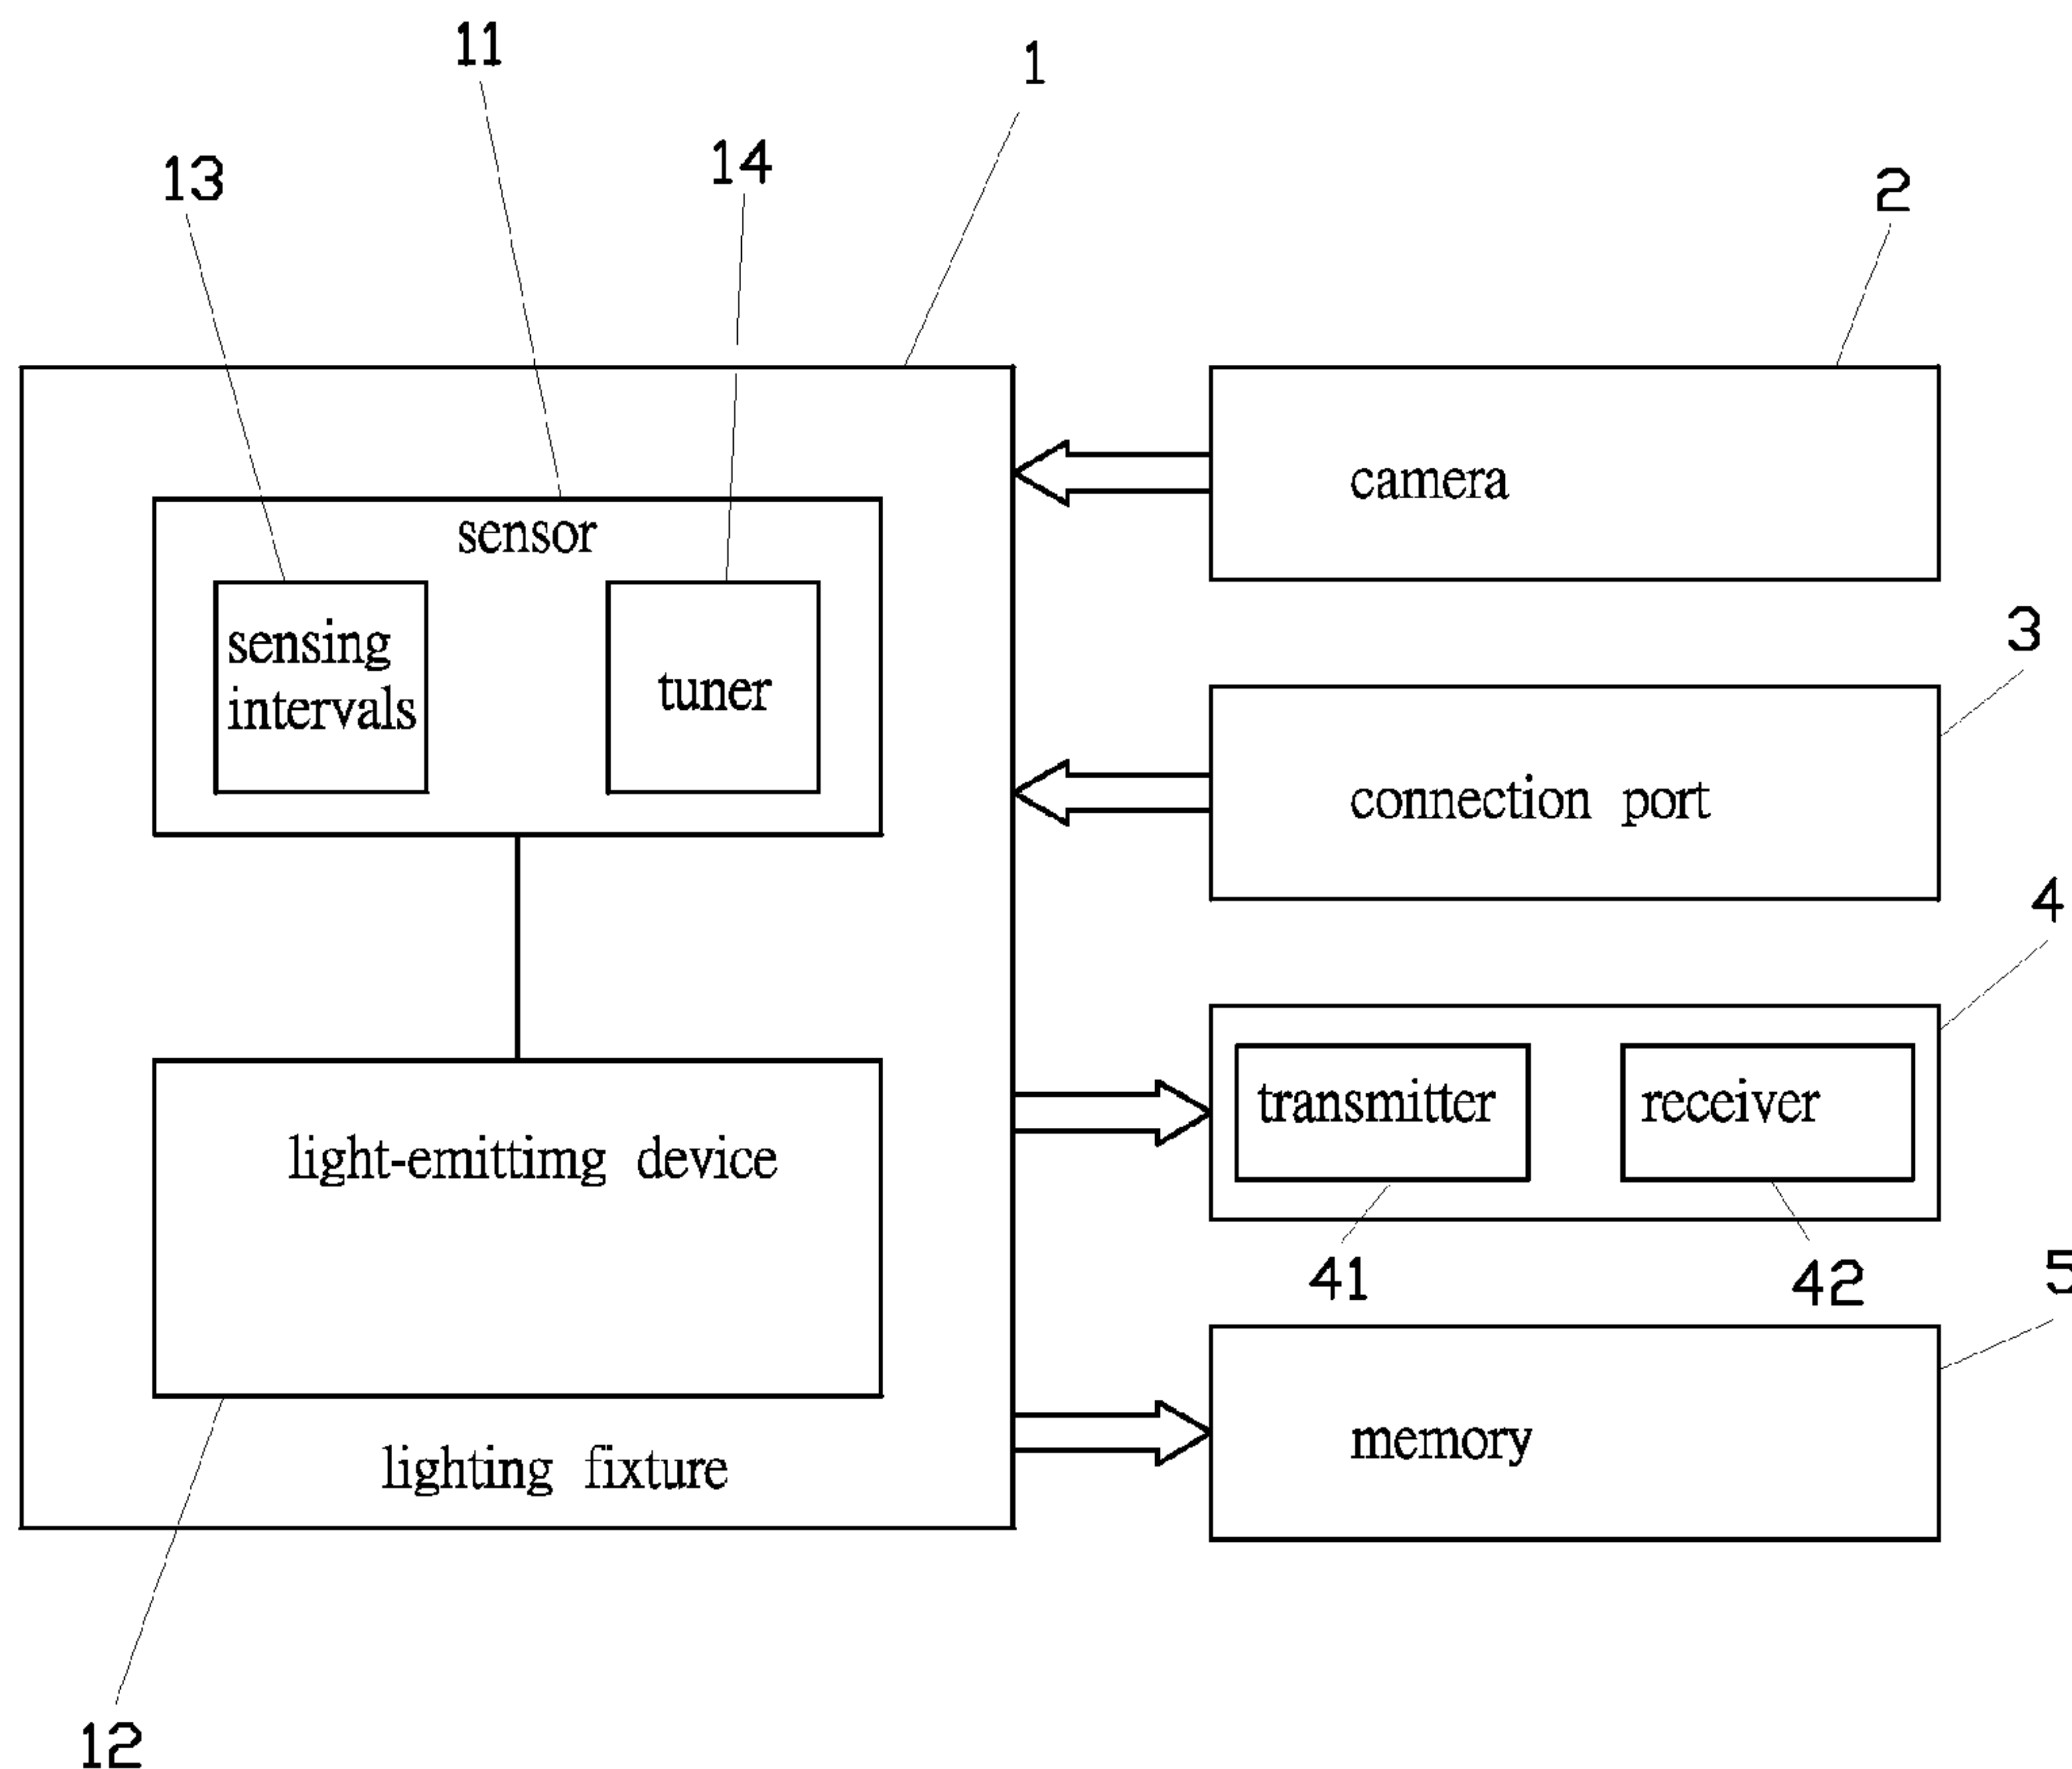 11
1
13
14
2
sensor
camera
sensing
intervals
tuner
3
connection port
4
transmitter
receiver
light-emittimg device
41
42
5
lighting fixture
memory
12